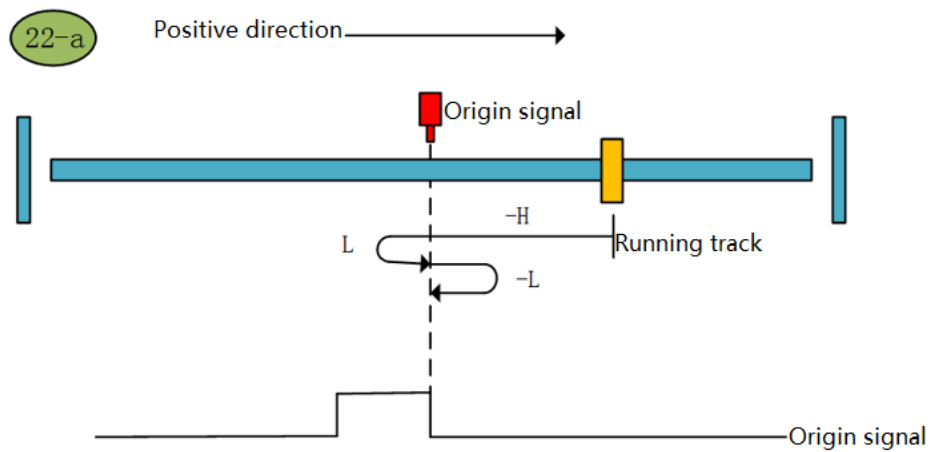 22-a
Positive direction
Origin signal
-H
L
Running track
-L
Origin signal